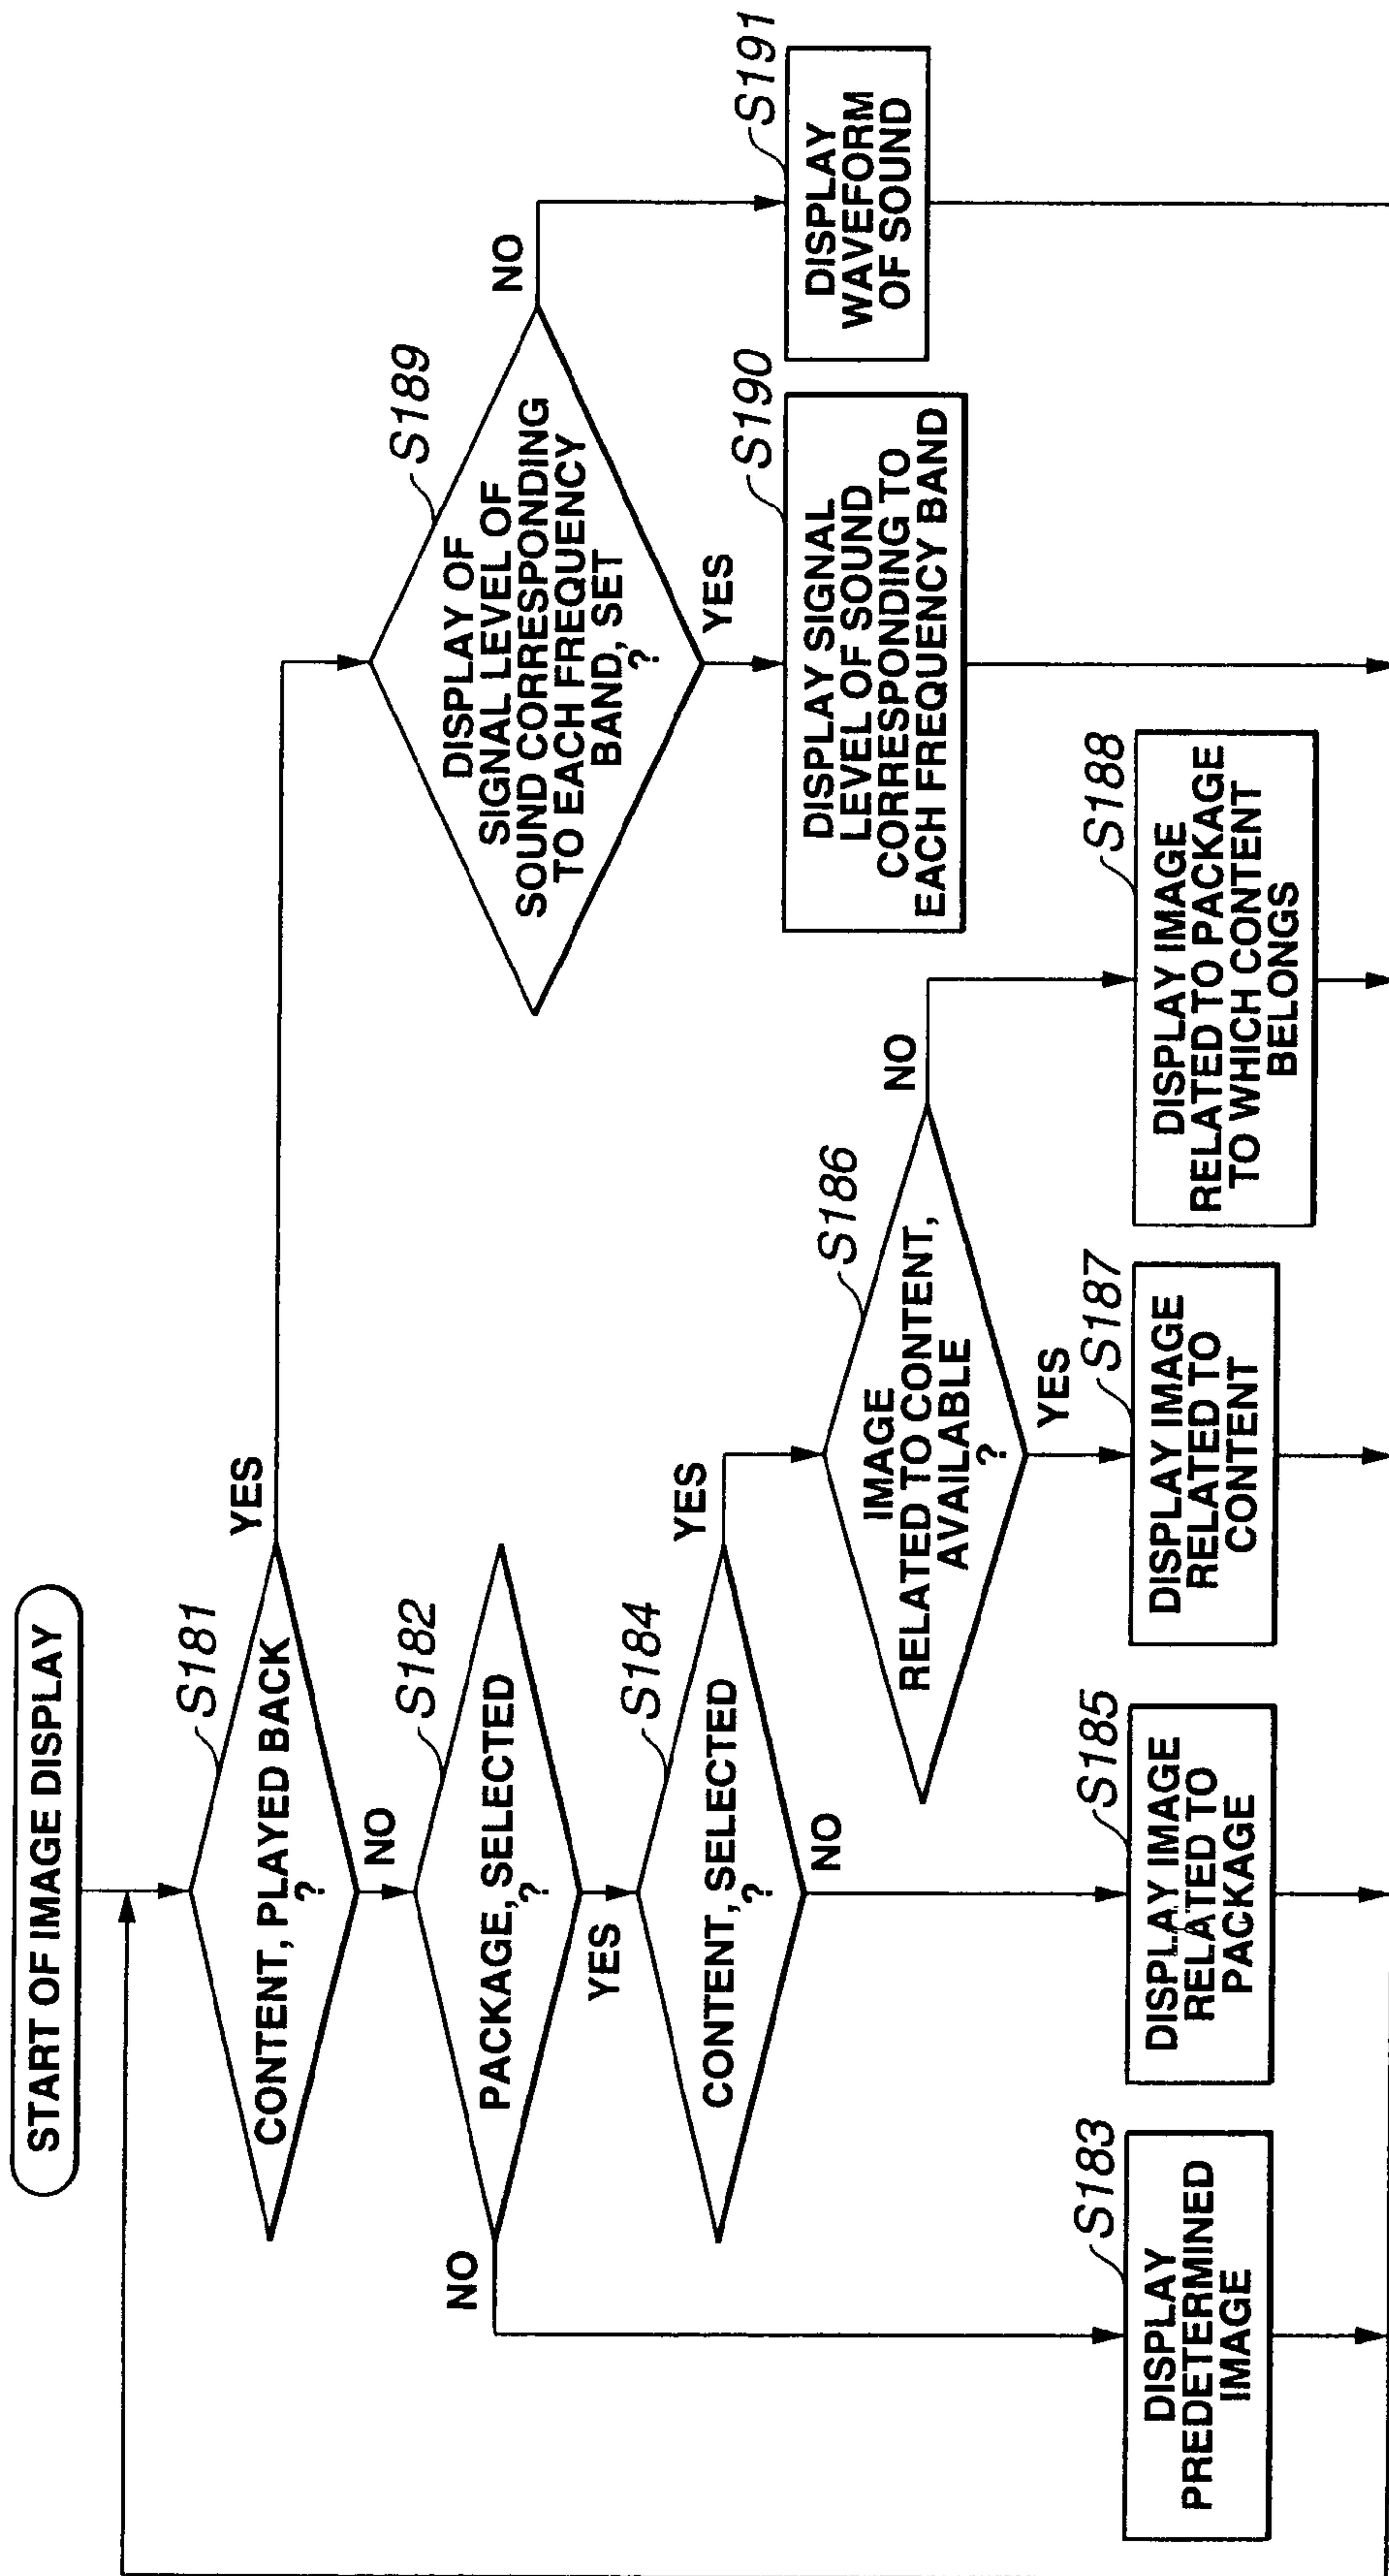 START OF IMAGE DISPLAY
S181
CONTENT, PLAYED BACK
?
YES
NO
S182
PACKAGE, SELECTED
?
NO
YES
S184
CONTENT, SELECTED
?
YES
NO
S189
DISPLAY OF
SIGNAL LEVEL OF
SOUND CORRESPONDING
TO EACH FREQUENCY
BAND, SET
?
NO
YES
S186
IMAGE
RELATED TO CONTENT,
AVAILABLE
?
NO
YES
S183
DISPLAY
PREDETERMINED
IMAGE
S185
DISPLAY IMAGE
RELATED TO
PACKAGE
S187
DISPLAY IMAGE
RELATED TO
CONTENT
S188
DISPLAY IMAGE
RELATED TO PACKAGE
TO WHICH CONTENT
BELONGS
S190
DISPLAY SIGNAL
LEVEL OF SOUND
CORRESPONDING TO
EACH FREQUENCY BAND
S191
DISPLAY
WAVEFORM
OF SOUND